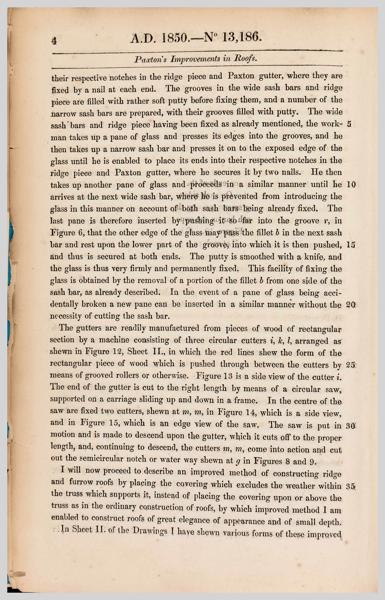 4 A.D. 1850.—No 13,186.
Paxton's Improvements in Roofs.
their respective notches in the ridge piece and Paxton gutter, where they are
fixed by a nail at each end. The grooves in the wide sash bars and ridge
piece are filled with rather soft putty before fixing them, and a number of the
narrow sash bars are prepared, with their grooves filled with putty. The wide
sash bars and ridge piece having been fixed as already mentioned, the work- 5
man takes up a pane of glass and presses its edges into the grooves, and he
then takes up a narrow sash bar and presses it on to the exposed edge of the
glass until he is enabled to place its ends into their respective notches in the
ridge piece and Paxton gutter, where he secures it by two nails. He then
takes up another pane of glass and proceeds in a similar manner until he 10
arrives at the next wide sash bar, where he is prevented from introducing the
glass in this manner on account of both sash bars being already fixed. The
last pane is therefore inserted by pushing it so far into the groove r, in
Figure 6, that the other edge of the glass may pass the fillet b in the next sash
bar and rest upon the lower part of the groove, into which it is then pushed, 15
and thus is secured at both ends. The putty is smoothed with a knife, and
the glass is thus very firmly and permanently fixed. This facility of fixing the
glass is obtained by the removal of a portion of the fillet b from one side of the
sash bar, as already described. In the event of a pane of glass being acci-
dentally broken a new pane can be inserted in a similar manner without the 20
necessity of cutting the sash bar.
The gutters are readily manufactured from pieces of wood of rectangular
section by a machine consisting of three circular cutters i, k, l, arranged as
shewn in Figure 12, Sheet II., in which the red lines shew the form of the
rectangular piece of wood which is pushed through between the cutters by 25
means of grooved rollers or otherwise. Figure 13 is a side view of the cutter i.
The end of the gutter is cut to the right length by means of a circular saw,
supported on a carriage sliding up and down in a frame. In the centre of the
saw are fixed two cutters, shewn at m, m, in Figure 14, which is a side view,
and in Figure 15, which is an edge view of the saw. The saw is put in 30
motion and is made to descend upon the gutter, which it cuts off to the proper
length, and, continuing to descend, the cutters m, m, come into action and cut
out the semicircular notch or water way shewn at g in Figures 8 and 9.
I will now proceed to describe an improved method of constructing ridge
and furrow roofs by placing the covering which excludes the weather within 35
the truss which supports it, instead of placing the covering upon or above the
truss as in the ordinary construction of roofs, by which improved method I am
enabled to construct roofs of great elegance of appearance and of small depth.
In Sheet II. of the Drawings I have shewn various forms of these improved